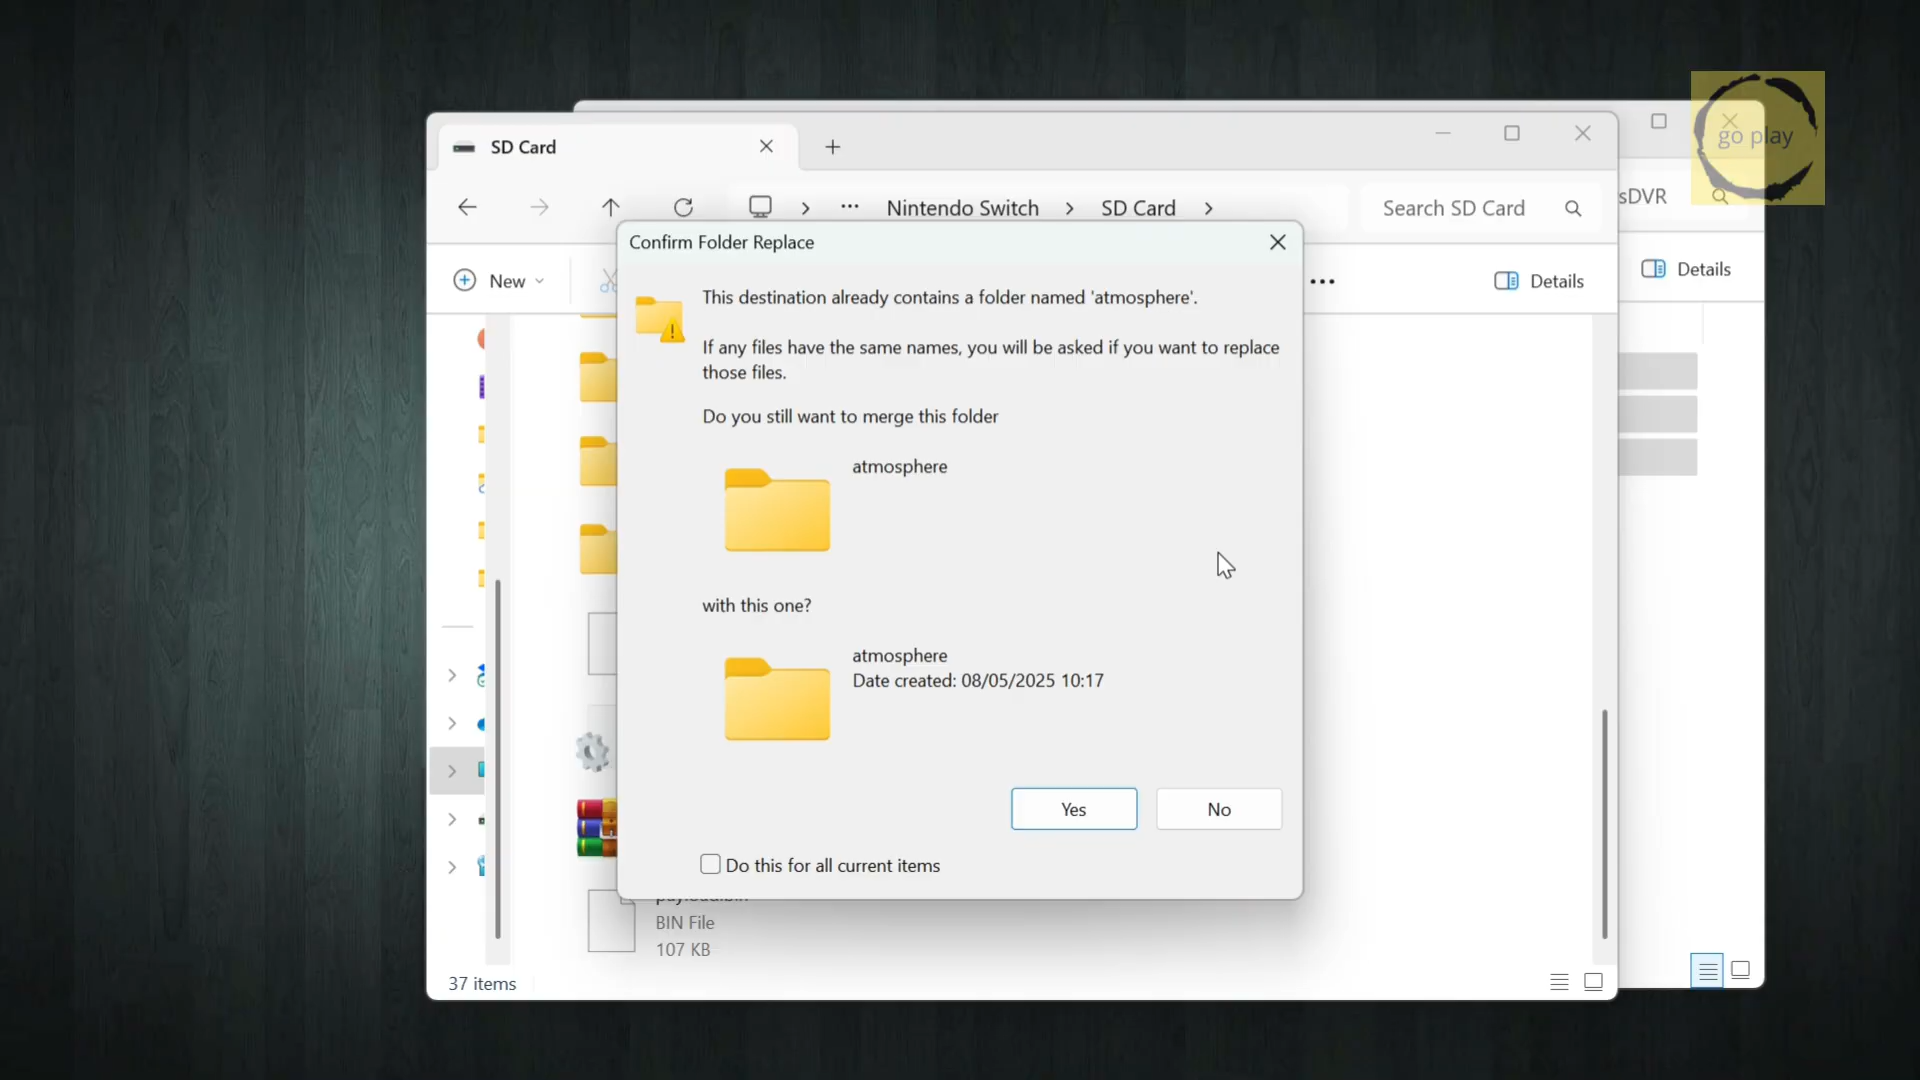 go play
SD Card
Nintendo Switch
SD Card
Search SD Card
sDVR
New
Details
Details
Confirm Folder Replace
This destination already contains a folder named 'atmosphere'.
If any files have the same names, you will be asked if you want to replace
those files.
Do you still want to merge this folder
atmosphere
with this one?
atmosphere
Date created: 08/05/2025 10:17
Yes
No
Do this for all current items
BIN File
107 KB
37 items